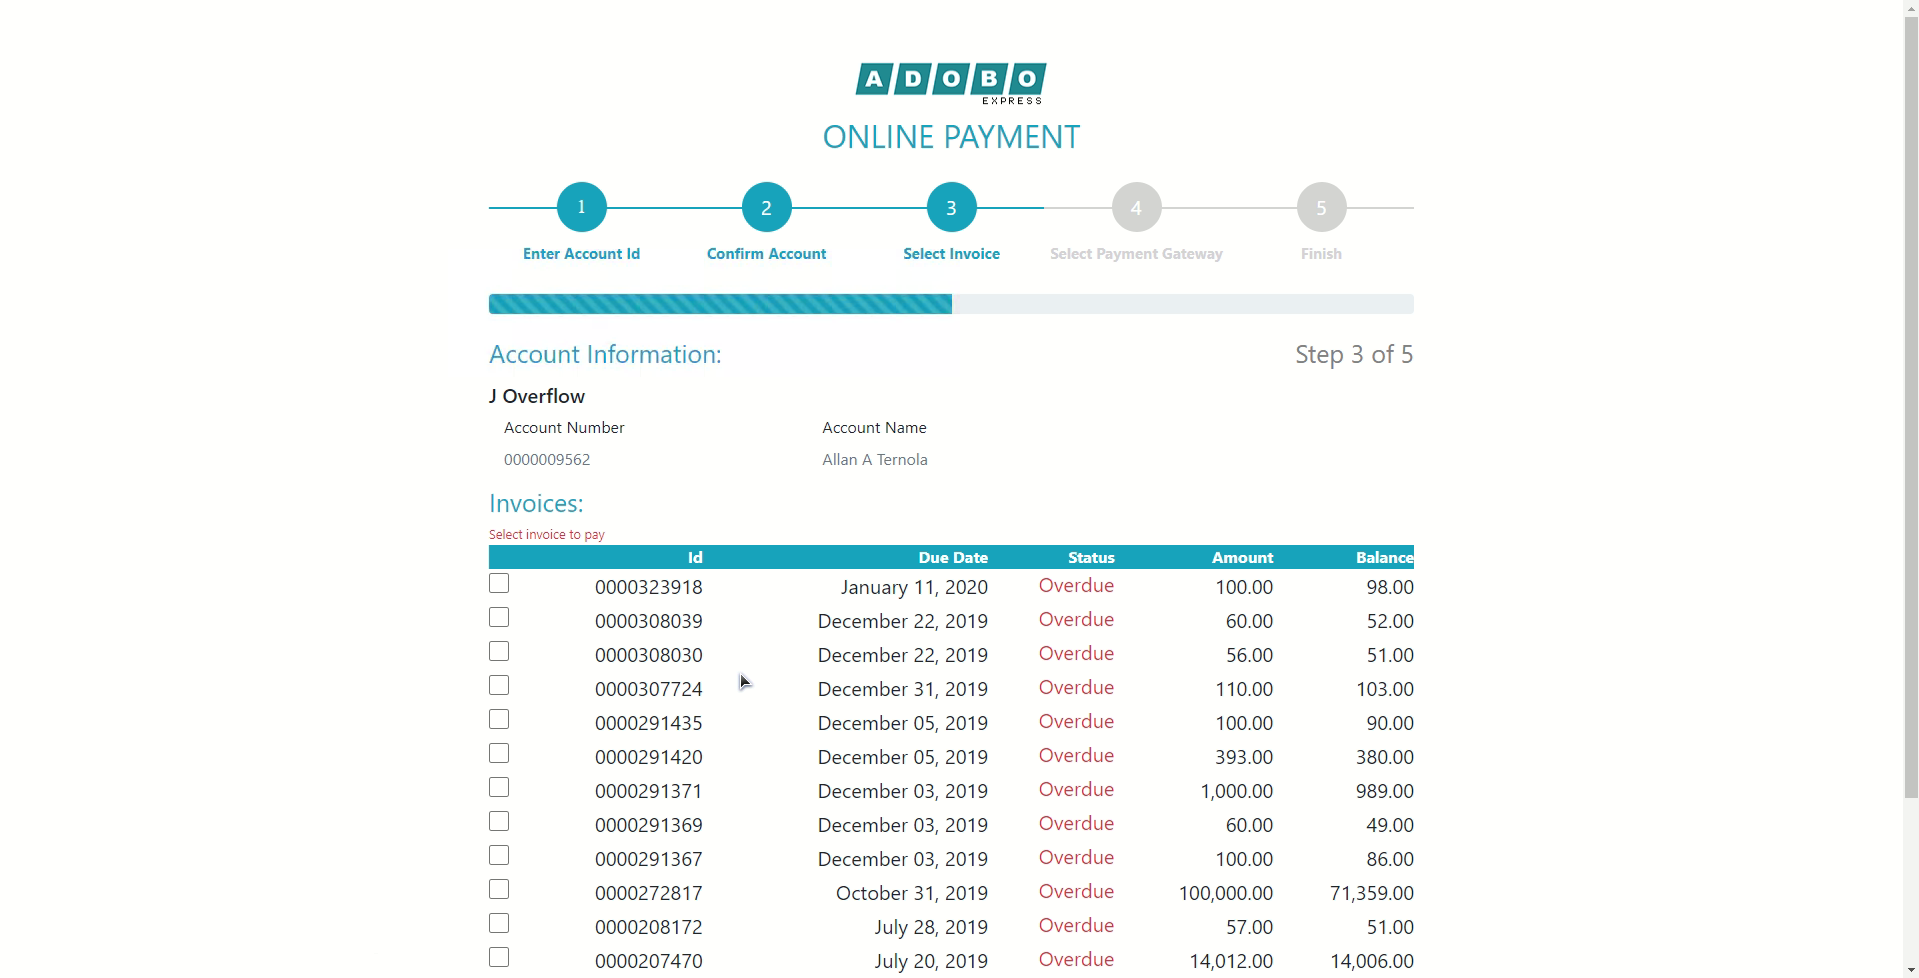 ADOBO
EXPRESS
ONLINE PAYMENT
1 2 3 4 5
Enter Account Id Confirm Account Select Invoice Select Payment Gateway Finish
Account Information: Step 3 of 5
J Overflow
Account Number Account Name
0000009562 Allan A Ternola
Invoices:
Select invoice to pay
Id Due Date Status Amount Balance
0000323918 January 11, 2020 Overdue 100.00 98.00
0000308039 December 22, 2019 Overdue 60.00 52.00
0000308030 December 22, 2019 Overdue 56.00 51.00
0000307724 December 31, 2019 Overdue 110.00 103.00
0000291435 December 05, 2019 Overdue 100.00 90.00
0000291420 December 05, 2019 Overdue 393.00 380.00
0000291371 December 03, 2019 Overdue 1,000.00 989.00
0000291369 December 03, 2019 Overdue 60.00 49.00
0000291367 December 03, 2019 Overdue 100.00 86.00
0000272817 October 31, 2019 Overdue 100,000.00 71,359.00
0000208172 July 28, 2019 Overdue 57.00 51.00
0000207470 July 20, 2019 Overdue 14,012.00 14,006.00